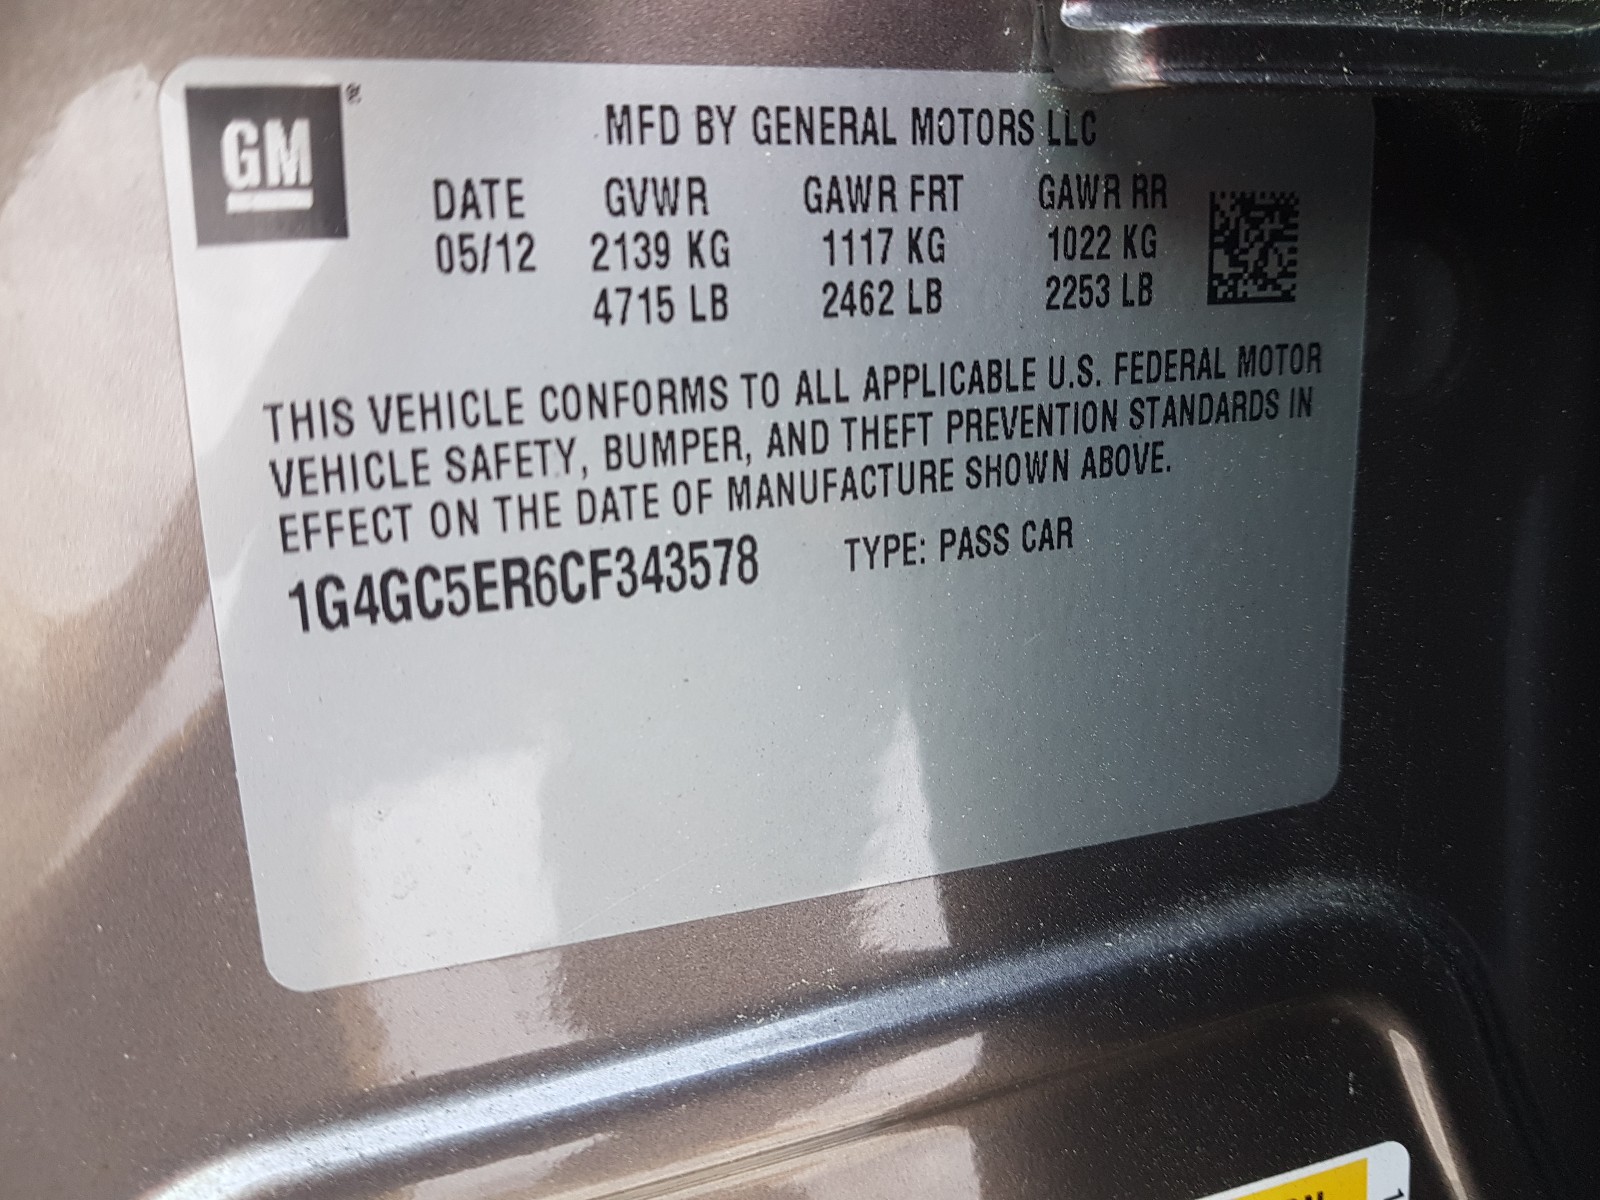 GM ®
MFD BY GENERAL MOTORS LLC
DATE GVWR GAWR FRT GAWR RR
05/12 2139 KG 1117 KG 1022 KG
4715 LB 2462 LB 2253 LB
THIS VEHICLE CONFORMS TO ALL APPLICABLE U.S. FEDERAL MOTOR
VEHICLE SAFETY, BUMPER, AND THEFT PREVENTION STANDARDS IN
EFFECT ON THE DATE OF MANUFACTURE SHOWN ABOVE.
1G4GC5ER6CF343578 TYPE: PASS CAR